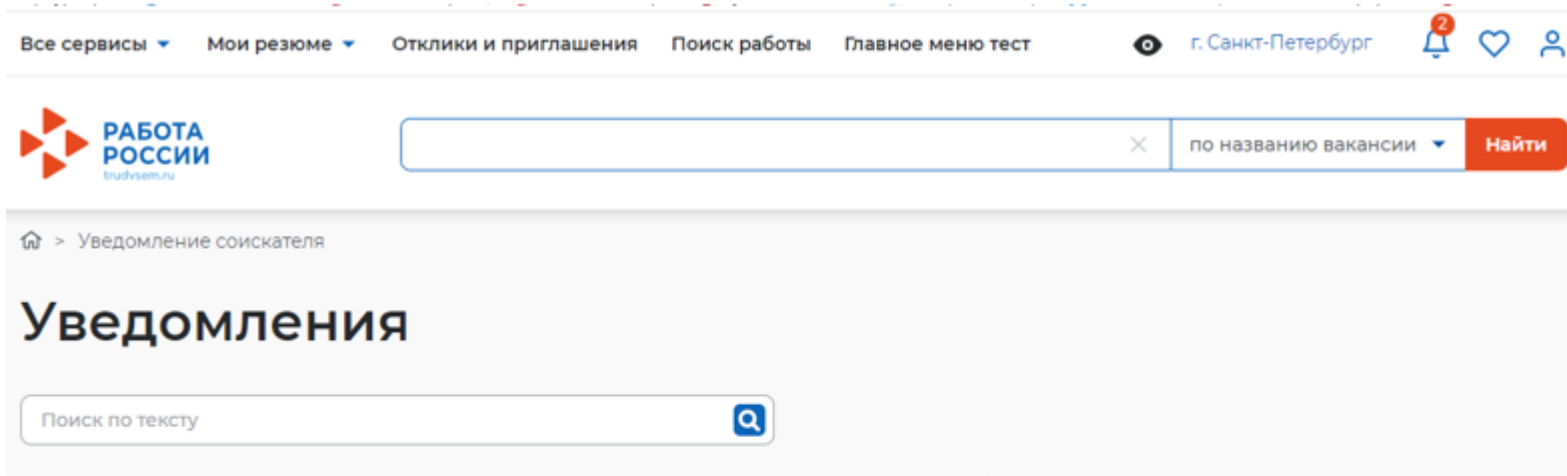 Все сервисы Мои резюме Отклики и приглашения Поиск работы Главное меню тест г. Санкт-Петербург 2
РАБОТА
РОССИИ
trudvsem.ru
по названию вакансии Найти
> Уведомление соискателя
Уведомления
Поиск по тексту